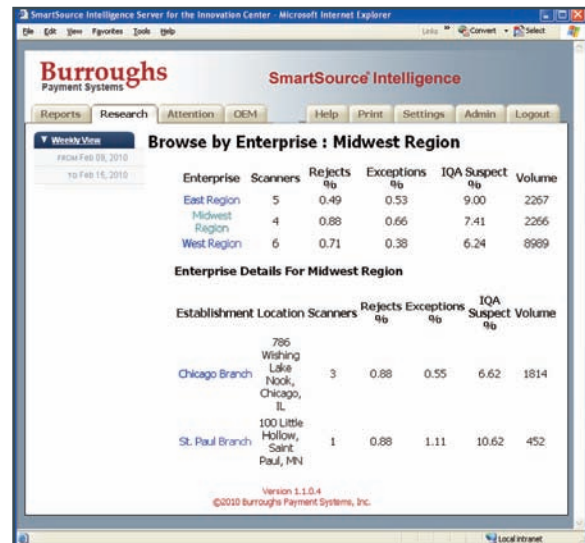 SmartSource Intelligence Server for the Innovation Center - Microsoft Internet Explorer
File Edit View Favorites Tools Help Links » Convert Select
Burroughs
Payment Systems
SmartSource® Intelligence
Reports Research Attention OEM Help Print Settings Admin Logout
Weekly View
FROM Feb 09, 2010
TO Feb 15, 2010
Browse by Enterprise : Midwest Region
Enterprise Scanners Rejects % Exceptions % IQA Suspect % Volume
East Region 5 0.49 0.53 9.00 2267
Midwest Region 4 0.88 0.66 7.41 2266
West Region 6 0.71 0.38 6.24 8989
Enterprise Details For Midwest Region
Establishment Location Scanners Rejects % Exceptions % IQA Suspect % Volume
Chicago Branch 786 Wishing Lake Nook, Chicago, IL 3 0.88 0.55 6.62 1814
St. Paul Branch 100 Little Hollow, Saint Paul, MN 1 0.88 1.11 10.62 452
Version 1.1.0.4
©2010 Burroughs Payment Systems, Inc.
Local intranet